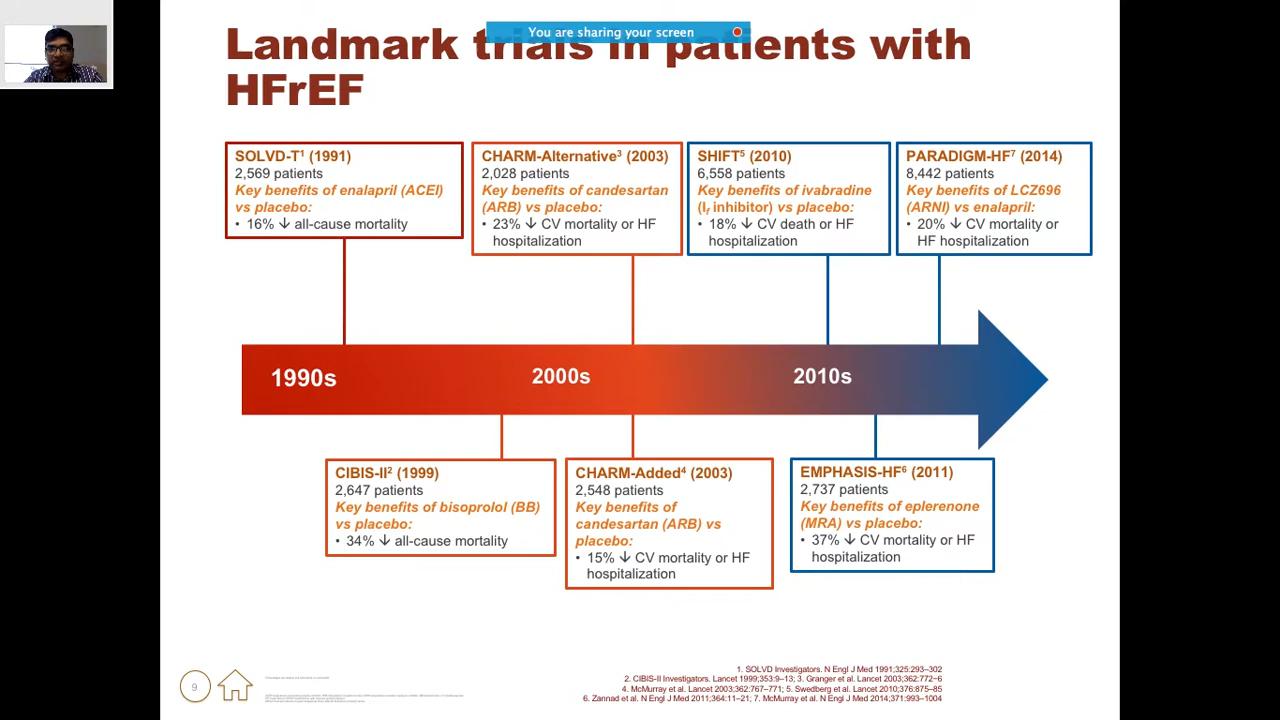 You are sharing your screen
Landmark trials in patients with
HFrEF
SOLVD-T¹ (1991)
2,569 patients
Key benefits of enalapril (ACEI)
vs placebo:
• 16% ↓ all-cause mortality
CHARM-Alternative³ (2003)
2,028 patients
Key benefits of candesartan
(ARB) vs placebo:
• 23% ↓ CV mortality or HF
hospitalization
SHIFT⁵ (2010)
6,558 patients
Key benefits of ivabradine
(If inhibitor) vs placebo:
• 18% ↓ CV death or HF
hospitalization
PARADIGM-HF⁷ (2014)
8,442 patients
Key benefits of LCZ696
(ARNI) vs enalapril:
• 20% ↓ CV mortality or
HF hospitalization
1990s
2000s
2010s
CIBIS-II² (1999)
2,647 patients
Key benefits of bisoprolol (BB)
vs placebo:
• 34% ↓ all-cause mortality
CHARM-Added⁴ (2003)
2,548 patients
Key benefits of
candesartan (ARB) vs
placebo:
• 15% ↓ CV mortality or HF
hospitalization
EMPHASIS-HF⁶ (2011)
2,737 patients
Key benefits of eplerenone
(MRA) vs placebo:
• 37% ↓ CV mortality or HF
hospitalization
9
1. SOLVD Investigators. N Engl J Med 1991;325:293–302
2. CIBIS-II Investigators. Lancet 1999;353:9–13; 3. Granger et al. Lancet 2003;362:772–6
4. McMurray et al. Lancet 2003;362:767–771; 5. Swedberg et al. Lancet 2010;376:875–85
6. Zannad et al. N Engl J Med 2011;364:11–21; 7. McMurray et al. N Engl J Med 2014;371:993–1004